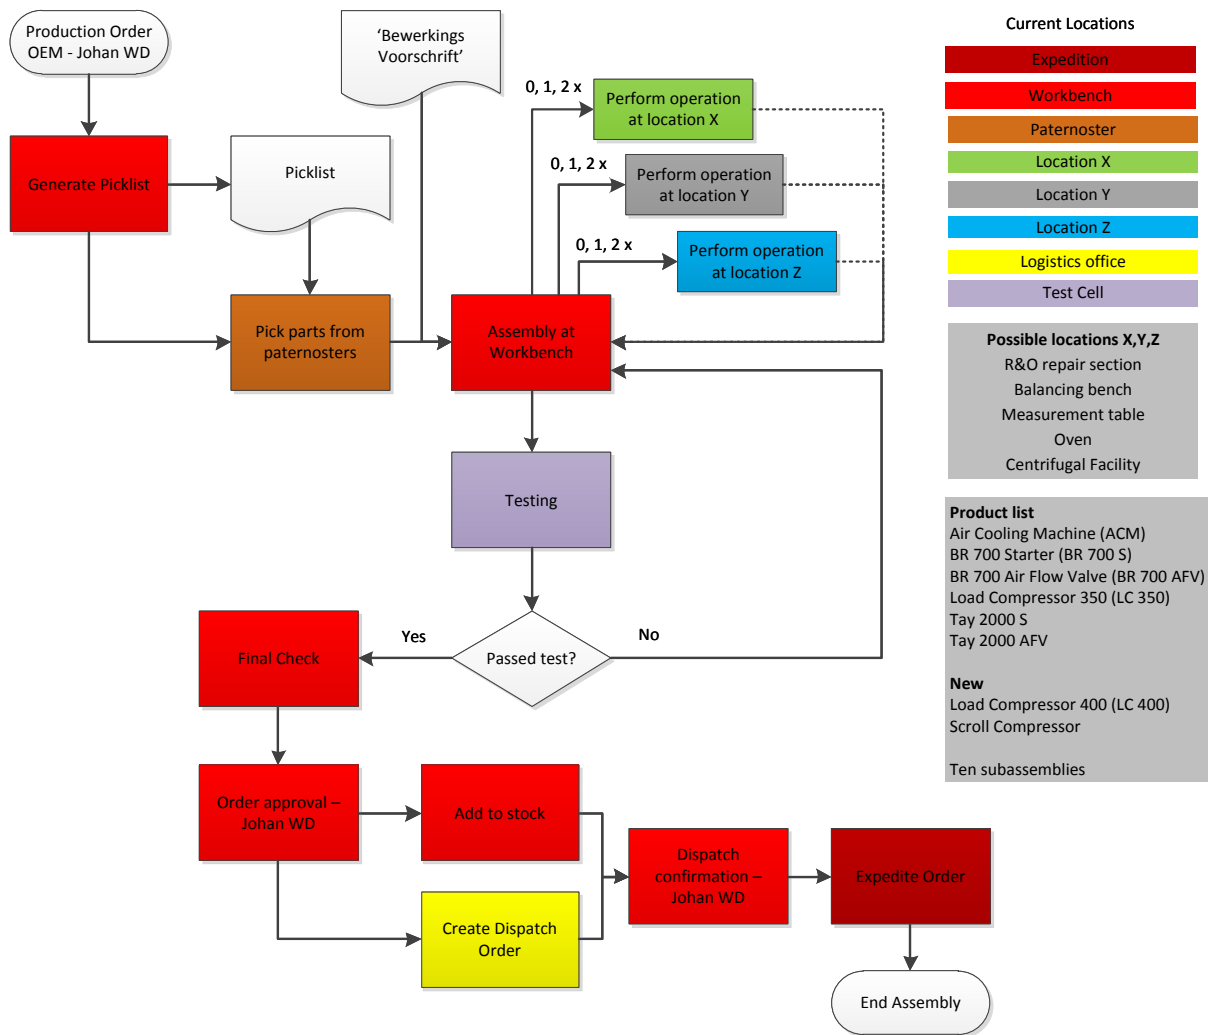 Production Order
OEM - Johan WD
‘Bewerkings
Voorschrift’
Generate Picklist
Picklist
Pick parts from
paternosters
0, 1, 2 x
Perform operation
at location X
0, 1, 2 x
Perform operation
at location Y
0, 1, 2 x
Perform operation
at location Z
Assembly at
Workbench
Testing
Passed test?
Yes
No
Final Check
Order approval –
Johan WD
Add to stock
Create Dispatch
Order
Dispatch
confirmation –
Johan WD
Expedite Order
End Assembly
Current Locations
Expedition
Workbench
Paternoster
Location X
Location Y
Location Z
Logistics office
Test Cell
Possible locations X,Y,Z
R&O repair section
Balancing bench
Measurement table
Oven
Centrifugal Facility
Product list
Air Cooling Machine (ACM)
BR 700 Starter (BR 700 S)
BR 700 Air Flow Valve (BR 700 AFV)
Load Compressor 350 (LC 350)
Tay 2000 S
Tay 2000 AFV
New
Load Compressor 400 (LC 400)
Scroll Compressor
Ten subassemblies